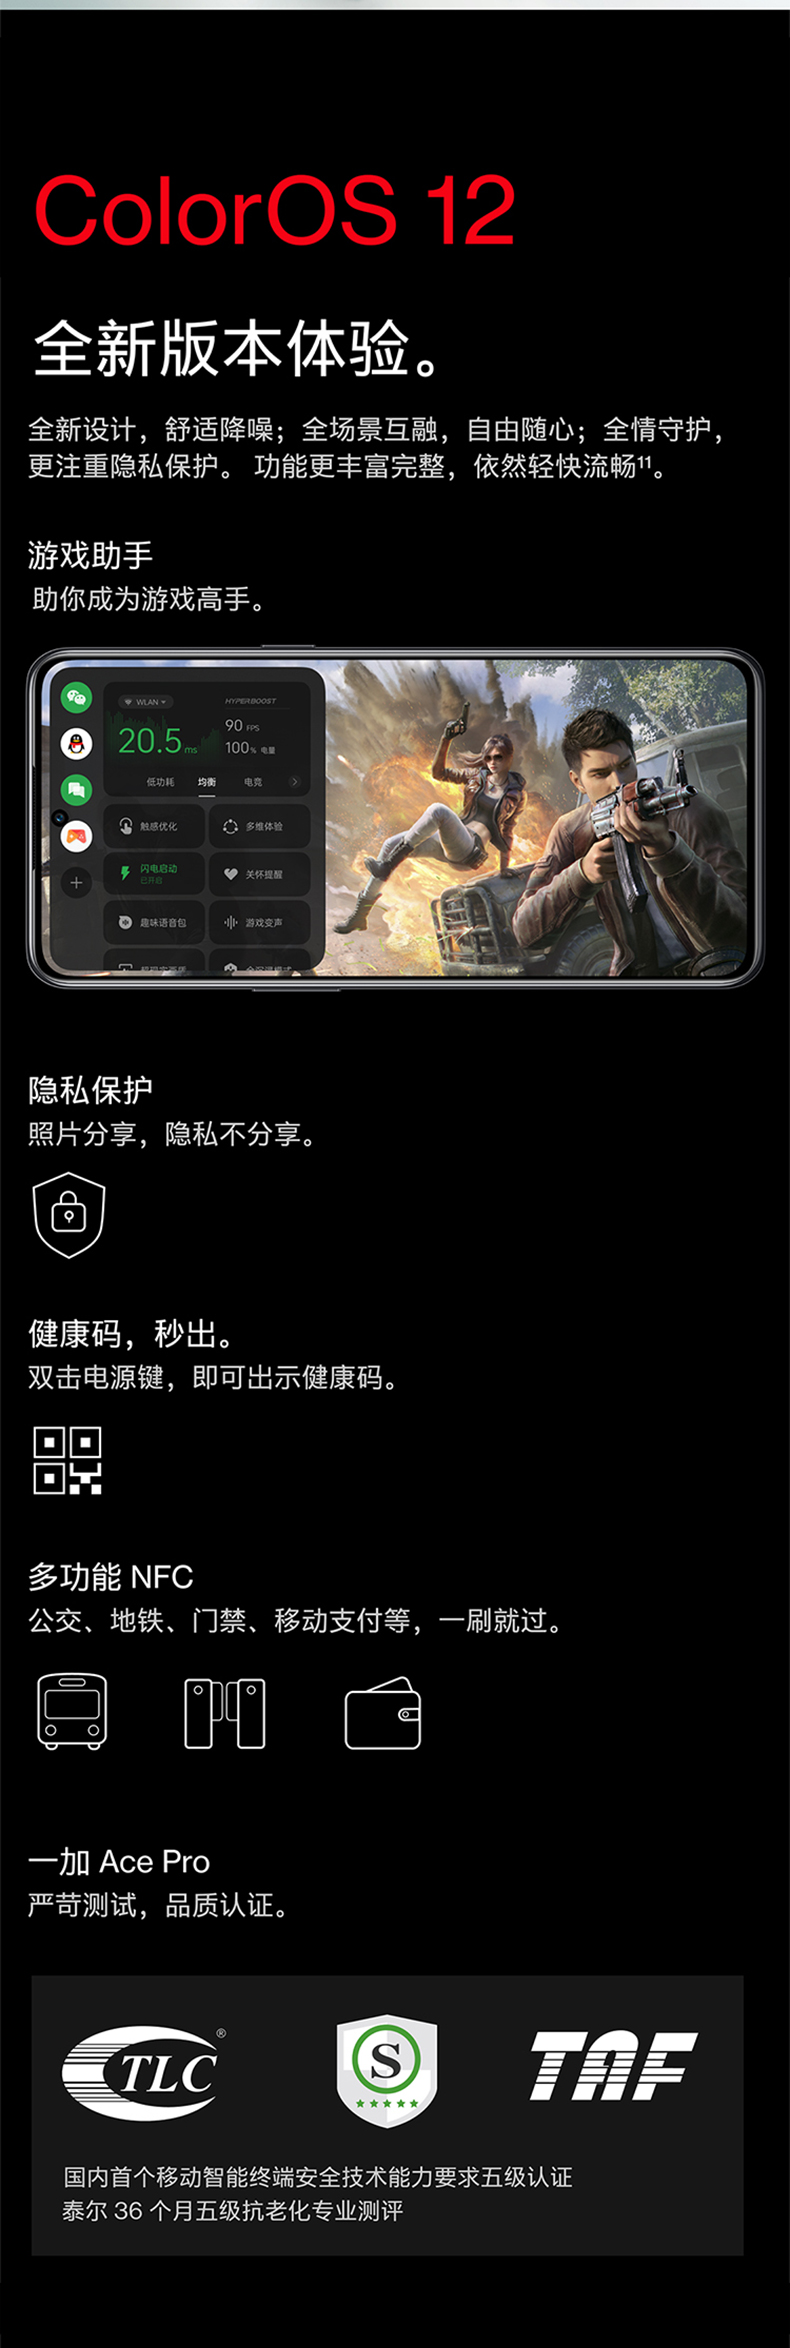 ColorOS 12
全新版本体验。
全新设计，舒适降噪；全场景互融，自由随心；全情守护，
更注重隐私保护。 功能更丰富完整，依然轻快流畅¹¹。
游戏助手
助你成为游戏高手。
WLAN
HYPERBOOST
20.5 ms
90 FPS
100% 电量
低功耗 均衡 电竞
触感优化 多维体验
闪电启动 关怀提醒
已开启
趣味语音包 游戏变声
隐私保护
照片分享，隐私不分享。
健康码，秒出。
双击电源键，即可出示健康码。
多功能 NFC
公交、地铁、门禁、移动支付等，一刷就过。
一加 Ace Pro
严苛测试，品质认证。
TLC® S TAF
国内首个移动智能终端安全技术能力要求五级认证
泰尔 36 个月五级抗老化专业测评